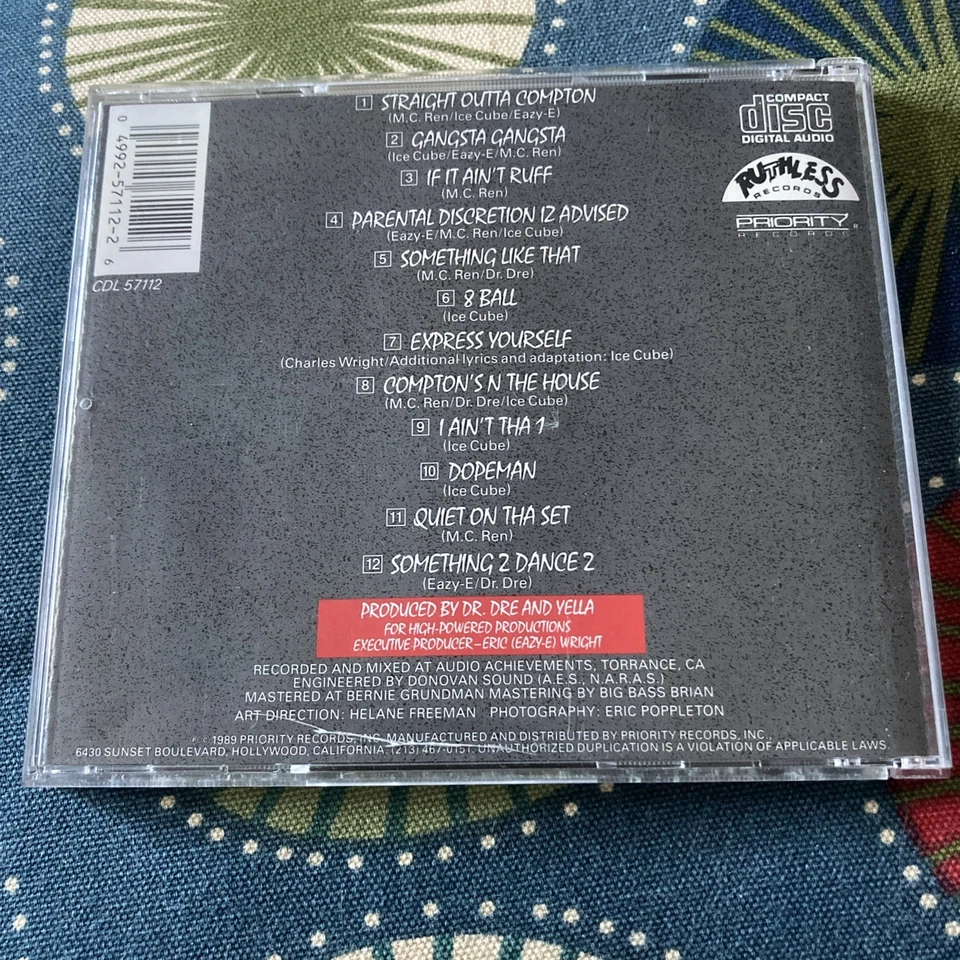 0 4992-57112-2 6
CDL 57112
1 STRAIGHT OUTTA COMPTON
(M.C. Ren/Ice Cube/Eazy-E)
2 GANGSTA GANGSTA
(Ice Cube/Eazy-E/M.C. Ren)
3 IF IT AIN'T RUFF
(M.C. Ren)
4 PARENTAL DISCRETION IZ ADVISED
(Eazy-E/M.C. Ren/Ice Cube)
5 SOMETHING LIKE THAT
(M.C. Ren/Dr. Dre)
6 8 BALL
(Ice Cube)
7 EXPRESS YOURSELF
(Charles Wright/Additional lyrics and adaptation: Ice Cube)
8 COMPTON'S N THE HOUSE
(M.C. Ren/Dr. Dre/Ice Cube)
9 I AIN'T THA 1
(Ice Cube)
10 DOPEMAN
(Ice Cube)
11 QUIET ON THA SET
(M.C. Ren)
12 SOMETHING 2 DANCE 2
(Eazy-E/Dr. Dre)
COMPACT
disc
DIGITAL AUDIO
RUTHLESS
RECORDS
PRIORITY
RECORDS®
PRODUCED BY DR. DRE AND YELLA
FOR HIGH-POWERED PRODUCTIONS
EXECUTIVE PRODUCER–ERIC (EAZY-E) WRIGHT
RECORDED AND MIXED AT AUDIO ACHIEVEMENTS, TORRANCE, CA
ENGINEERED BY DONOVAN SOUND (A.E.S., N.A.R.A.S.)
MASTERED AT BERNIE GRUNDMAN MASTERING BY BIG BASS BRIAN
ART DIRECTION: HELANE FREEMAN PHOTOGRAPHY: ERIC POPPLETON
℗ © 1989 PRIORITY RECORDS, INC. MANUFACTURED AND DISTRIBUTED BY PRIORITY RECORDS, INC.,
6430 SUNSET BOULEVARD, HOLLYWOOD, CALIFORNIA. (213) 467-0151. UNAUTHORIZED DUPLICATION IS A VIOLATION OF APPLICABLE LAWS.